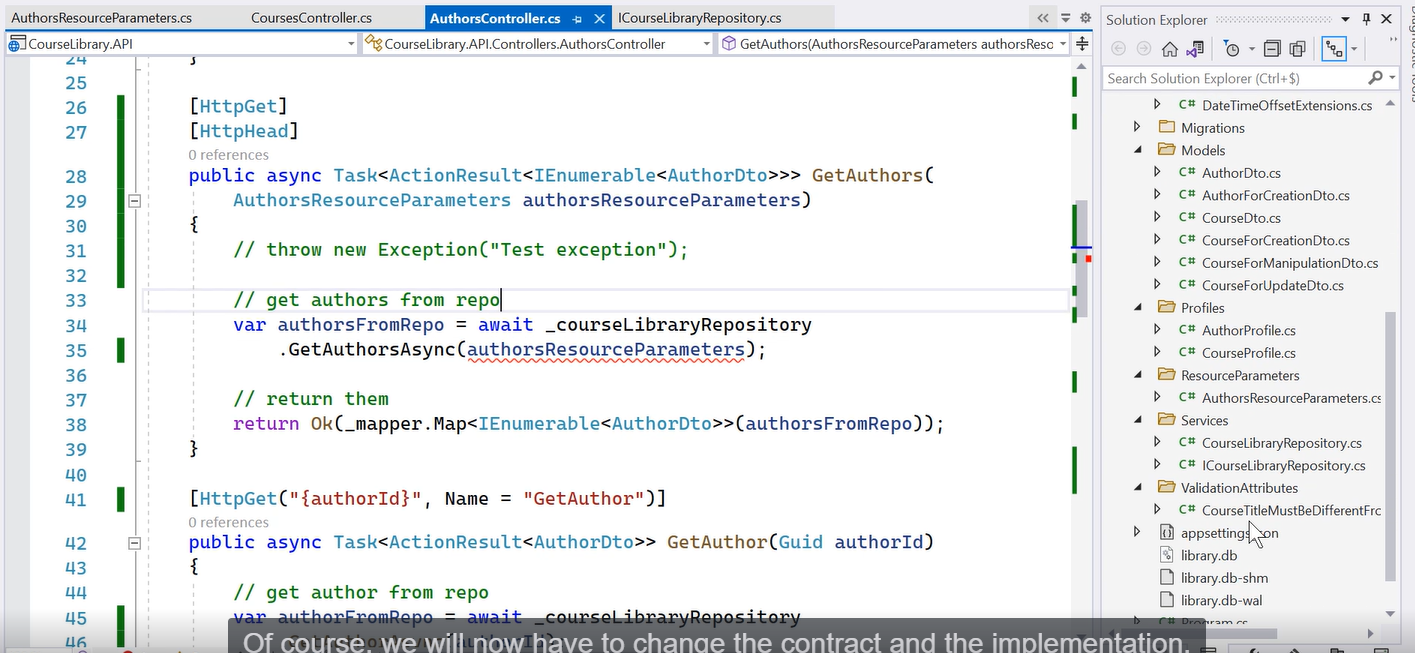 AuthorsResourceParameters.cs CoursesController.cs AuthorsController.cs ICourseLibraryRepository.cs
CourseLibrary.API CourseLibrary.API.Controllers.AuthorsController GetAuthors(AuthorsResourceParameters authorsReso
24 }
25
26 [HttpGet]
27 [HttpHead]
0 references
28 public async Task<ActionResult<IEnumerable<AuthorDto>>> GetAuthors(
29 AuthorsResourceParameters authorsResourceParameters)
30 {
31 // throw new Exception("Test exception");
32
33 // get authors from repo
34 var authorsFromRepo = await _courseLibraryRepository
35 .GetAuthorsAsync(authorsResourceParameters);
36
37 // return them
38 return Ok(_mapper.Map<IEnumerable<AuthorDto>>(authorsFromRepo));
39 }
40
41 [HttpGet("{authorId}", Name = "GetAuthor")]
0 references
42 public async Task<ActionResult<AuthorDto>> GetAuthor(Guid authorId)
43 {
44 // get author from repo
45 var authorFromRepo = await _courseLibraryRepository
46
Of course, we will now have to change the contract and the implementation.
Solution Explorer
Search Solution Explorer (Ctrl+$)
C# DateTimeOffsetExtensions.cs
Migrations
Models
C# AuthorDto.cs
C# AuthorForCreationDto.cs
C# CourseDto.cs
C# CourseForCreationDto.cs
C# CourseForManipulationDto.cs
C# CourseForUpdateDto.cs
Profiles
C# AuthorProfile.cs
C# CourseProfile.cs
ResourceParameters
C# AuthorsResourceParameters.cs
Services
C# CourseLibraryRepository.cs
C# ICourseLibraryRepository.cs
ValidationAttributes
C# CourseTitleMustBeDifferentFrc
library.db
library.db-shm
library.db-wal
Program.cs